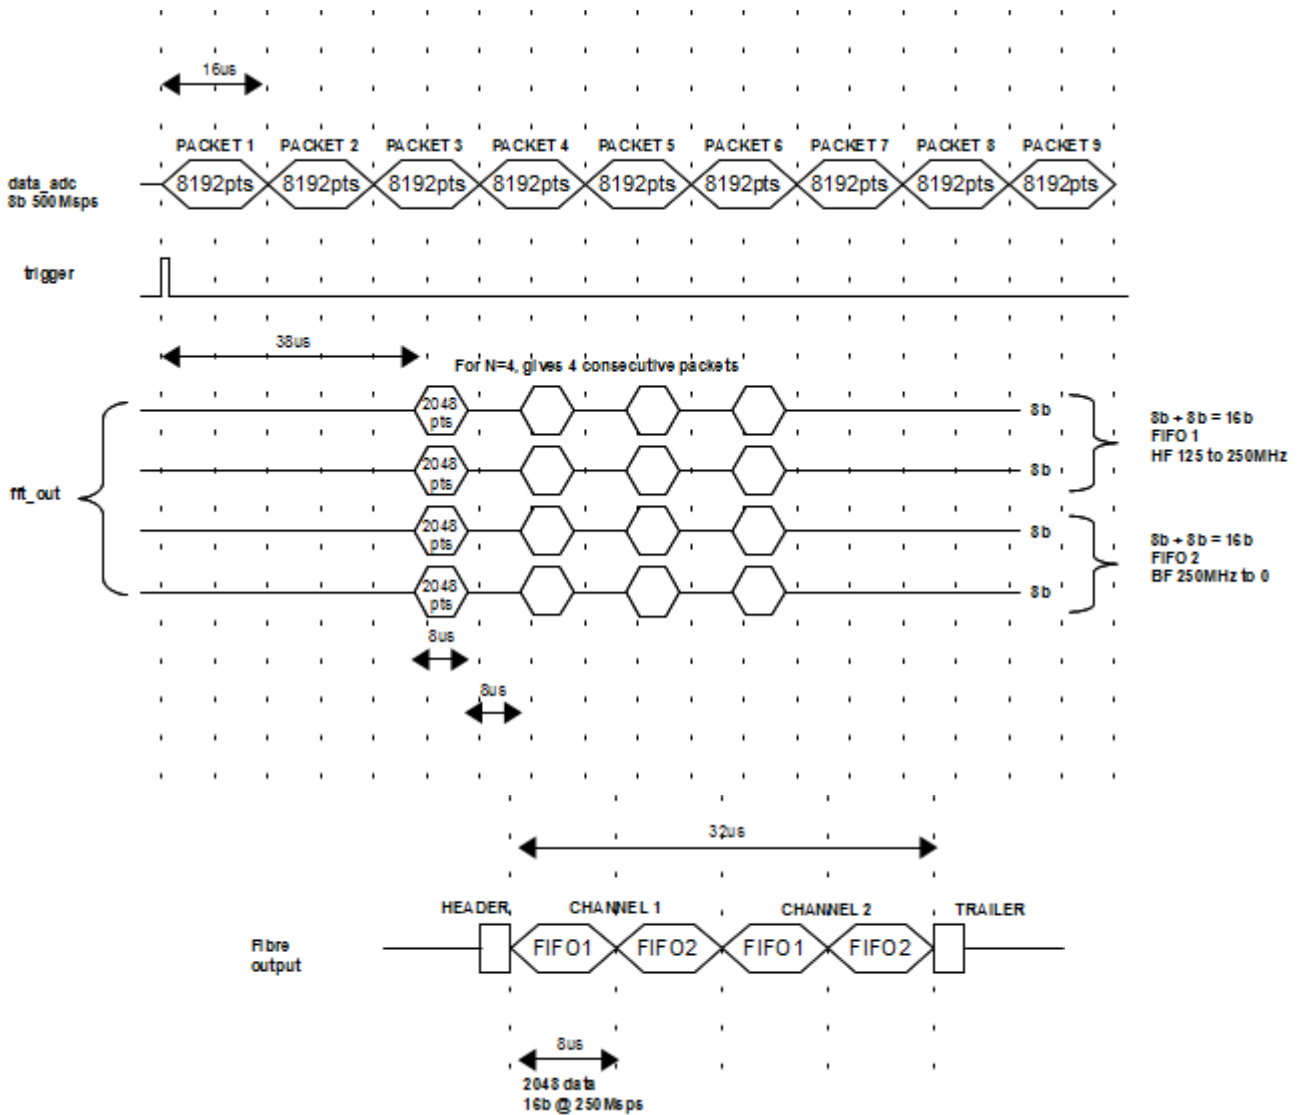 16us
PACKET 1 PACKET 2 PACKET 3 PACKET 4 PACKET 5 PACKET 6 PACKET 7 PACKET 8 PACKET 9
data_adc
8b 500Msps
8192pts 8192pts 8192pts 8192pts 8192pts 8192pts 8192pts 8192pts 8192pts
trigger
38us
For N=4, gives 4 consecutive packets
2048
pts
8b
2048
pts
8b
8b + 8b = 16b
FIFO 1
HF 125 to 250MHz
fft_out
2048
pts
8b
2048
pts
8b
8b + 8b = 16b
FIFO 2
BF 250MHz to 0
8us
8us
32us
HEADER CHANNEL 1 CHANNEL 2 TRAILER
Fibre
output
FIFO1 FIFO2 FIFO1 FIFO2
8us
2048 data
16b @ 250Msps